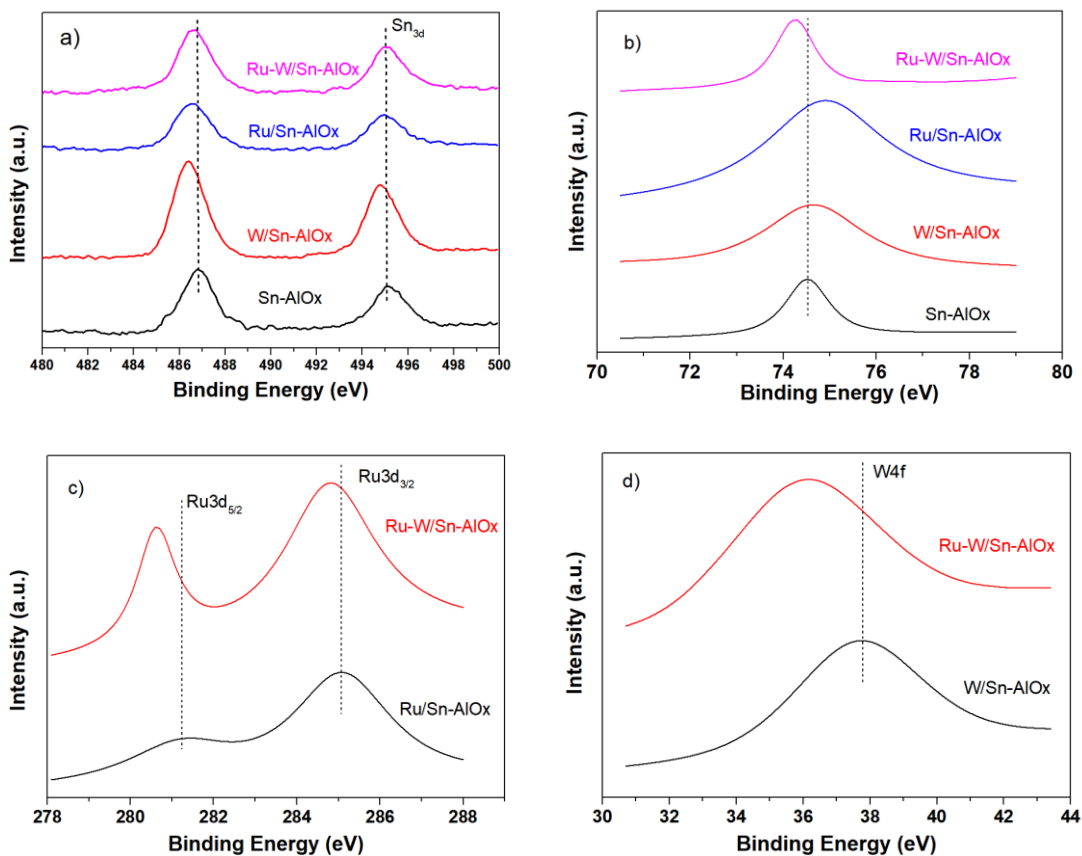 a)
Sn3d
Ru-W/Sn-AlOx
Ru/Sn-AlOx
W/Sn-AlOx
Sn-AlOx
Intensity (a.u.)
480 482 484 486 488 490 492 494 496 498 500
Binding Energy (eV)
b)
Ru-W/Sn-AlOx
Ru/Sn-AlOx
W/Sn-AlOx
Sn-AlOx
Intensity (a.u.)
70 72 74 76 78 80
Binding Energy (eV)
c)
Ru3d5/2
Ru3d3/2
Ru-W/Sn-AlOx
Ru/Sn-AlOx
Intensity (a.u.)
278 280 282 284 286 288
Binding Energy (eV)
d)
W4f
Ru-W/Sn-AlOx
W/Sn-AlOx
Intensity (a.u.)
30 32 34 36 38 40 42 44
Binding Energy (eV)